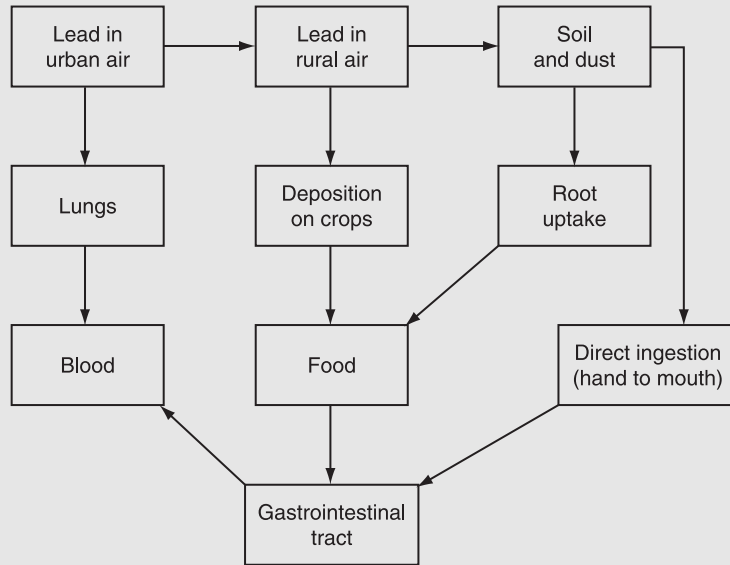 Lead in
urban air
Lead in
rural air
Soil
and dust
Lungs
Deposition
on crops
Root
uptake
Blood
Food
Direct ingestion
(hand to mouth)
Gastrointestinal
tract